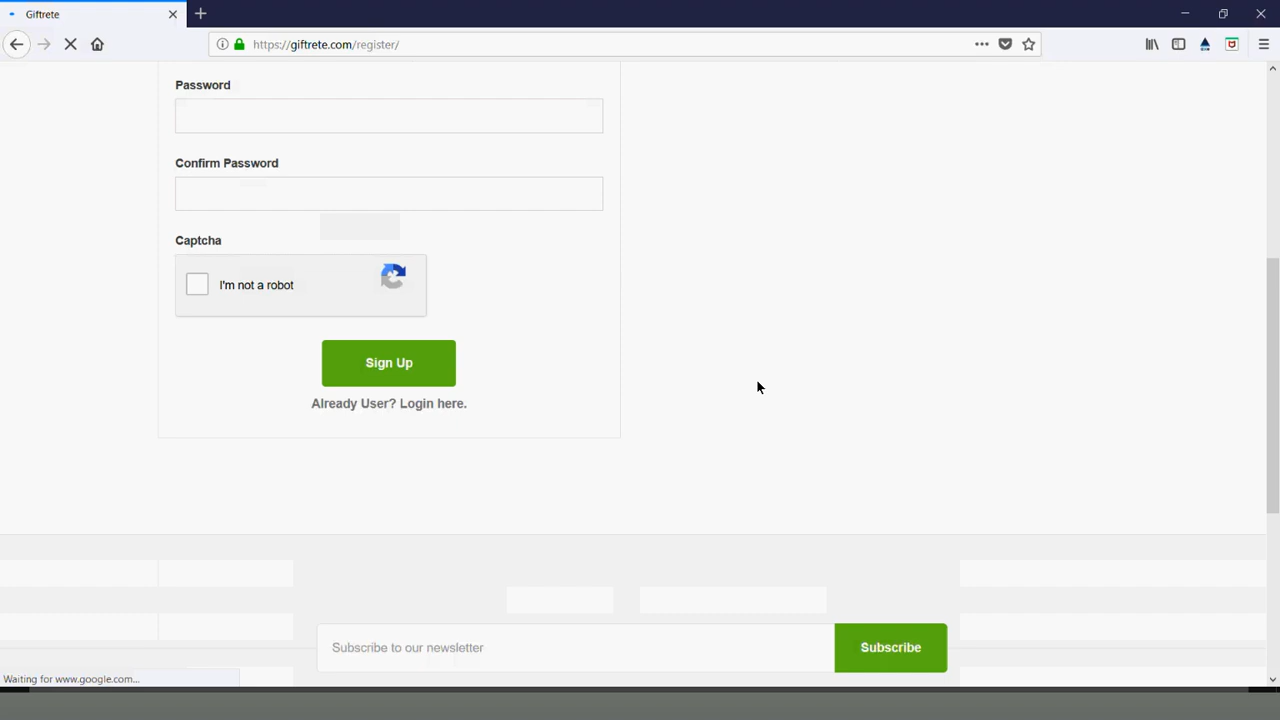 Giftrete
https://giftrete.com/register/
Password
Confirm Password
Captcha
I'm not a robot
Sign Up
Already User? Login here.
Subscribe to our newsletter
Subscribe
Waiting for www.google.com...